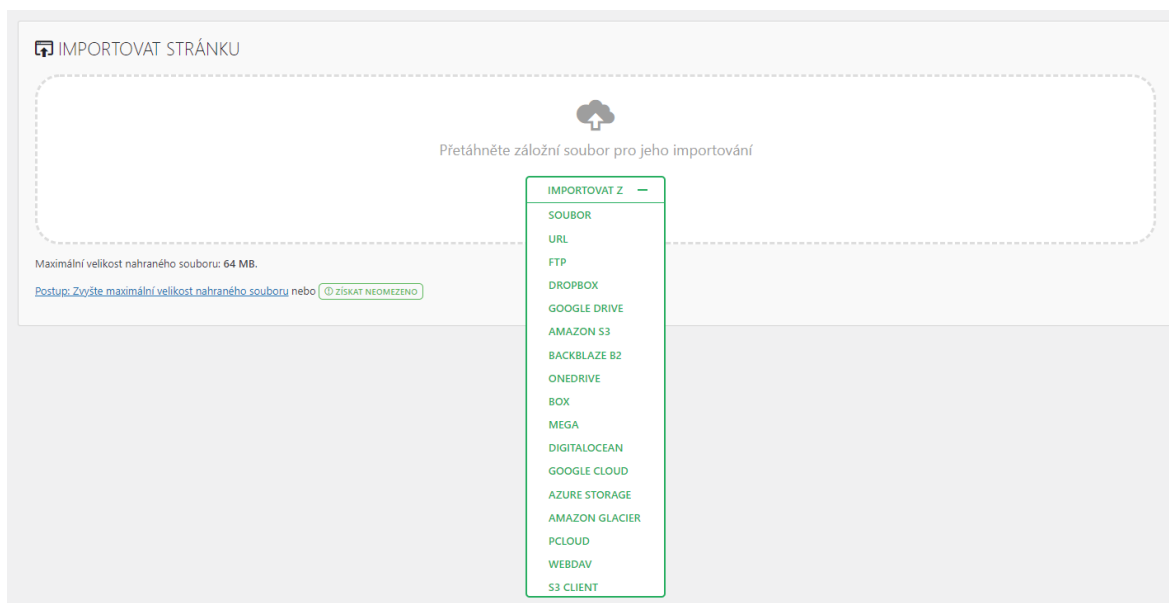 IMPORTOVAT STRÁNKU
Přetáhněte záložní soubor pro jeho importování
IMPORTOVAT Z
SOUBOR
URL
FTP
DROPBOX
GOOGLE DRIVE
AMAZON S3
BACKBLAZE B2
ONEDRIVE
BOX
MEGA
DIGITALOCEAN
GOOGLE CLOUD
AZURE STORAGE
AMAZON GLACIER
PCLOUD
WEBDAV
S3 CLIENT
Maximální velikost nahraného souboru: 64 MB.
Postup: Zvyšte maximální velikost nahraného souboru nebo ZÍSKAT NEOMEZENO